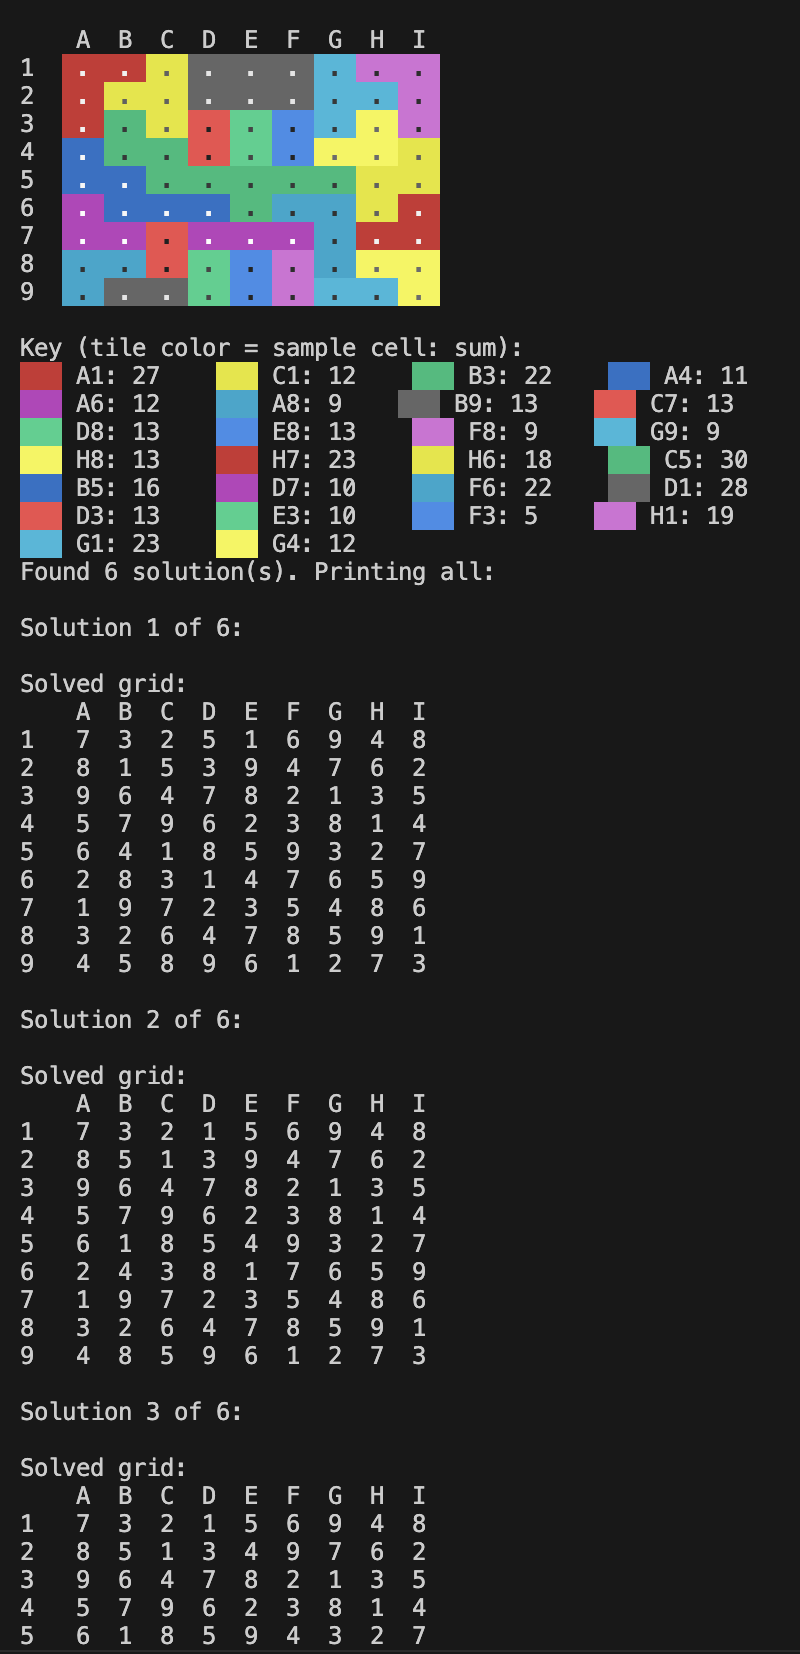 A B C D E F G H I
1 . . . . . . . . .
2 . . . . . . . . .
3 . . . . . . . . .
4 . . . . . . . . .
5 . . . . . . . . .
6 . . . . . . . . .
7 . . . . . . . . .
8 . . . . . . . . .
9 . . . . . . . . .
Key (tile color = sample cell: sum):
A1: 27 C1: 12 B3: 22 A4: 11
A6: 12 A8: 9 B9: 13 C7: 13
D8: 13 E8: 13 F8: 9 G9: 9
H8: 13 H7: 23 H6: 18 C5: 30
B5: 16 D7: 10 F6: 22 D1: 28
D3: 13 E3: 10 F3: 5 H1: 19
G1: 23 G4: 12
Found 6 solution(s). Printing all:
Solution 1 of 6:
Solved grid:
A B C D E F G H I
1 7 3 2 5 1 6 9 4 8
2 8 1 5 3 9 4 7 6 2
3 9 6 4 7 8 2 1 3 5
4 5 7 9 6 2 3 8 1 4
5 6 4 1 8 5 9 3 2 7
6 2 8 3 1 4 7 6 5 9
7 1 9 7 2 3 5 4 8 6
8 3 2 6 4 7 8 5 9 1
9 4 5 8 9 6 1 2 7 3
Solution 2 of 6:
Solved grid:
A B C D E F G H I
1 7 3 2 1 5 6 9 4 8
2 8 5 1 3 9 4 7 6 2
3 9 6 4 7 8 2 1 3 5
4 5 7 9 6 2 3 8 1 4
5 6 1 8 5 4 9 3 2 7
6 2 4 3 8 1 7 6 5 9
7 1 9 7 2 3 5 4 8 6
8 3 2 6 4 7 8 5 9 1
9 4 8 5 9 6 1 2 7 3
Solution 3 of 6:
Solved grid:
A B C D E F G H I
1 7 3 2 1 5 6 9 4 8
2 8 5 1 3 4 9 7 6 2
3 9 6 4 7 8 2 1 3 5
4 5 7 9 6 2 3 8 1 4
5 6 1 8 5 9 4 3 2 7